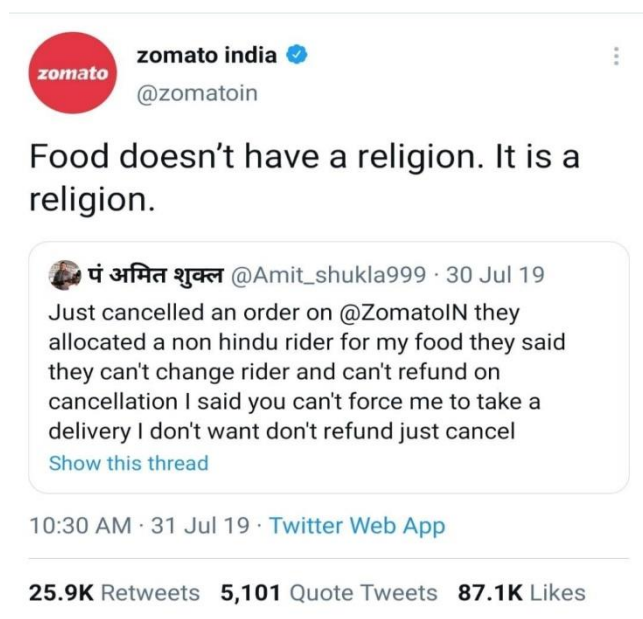 zomato
zomato india
@zomatoin
Food doesn't have a religion. It is a
religion.
पं अमित शुक्ल @Amit_shukla999 · 30 Jul 19
Just cancelled an order on @ZomatoIN they
allocated a non hindu rider for my food they said
they can't change rider and can't refund on
cancellation I said you can't force me to take a
delivery I don't want don't refund just cancel
Show this thread
10:30 AM · 31 Jul 19 · Twitter Web App
25.9K Retweets 5,101 Quote Tweets 87.1K Likes